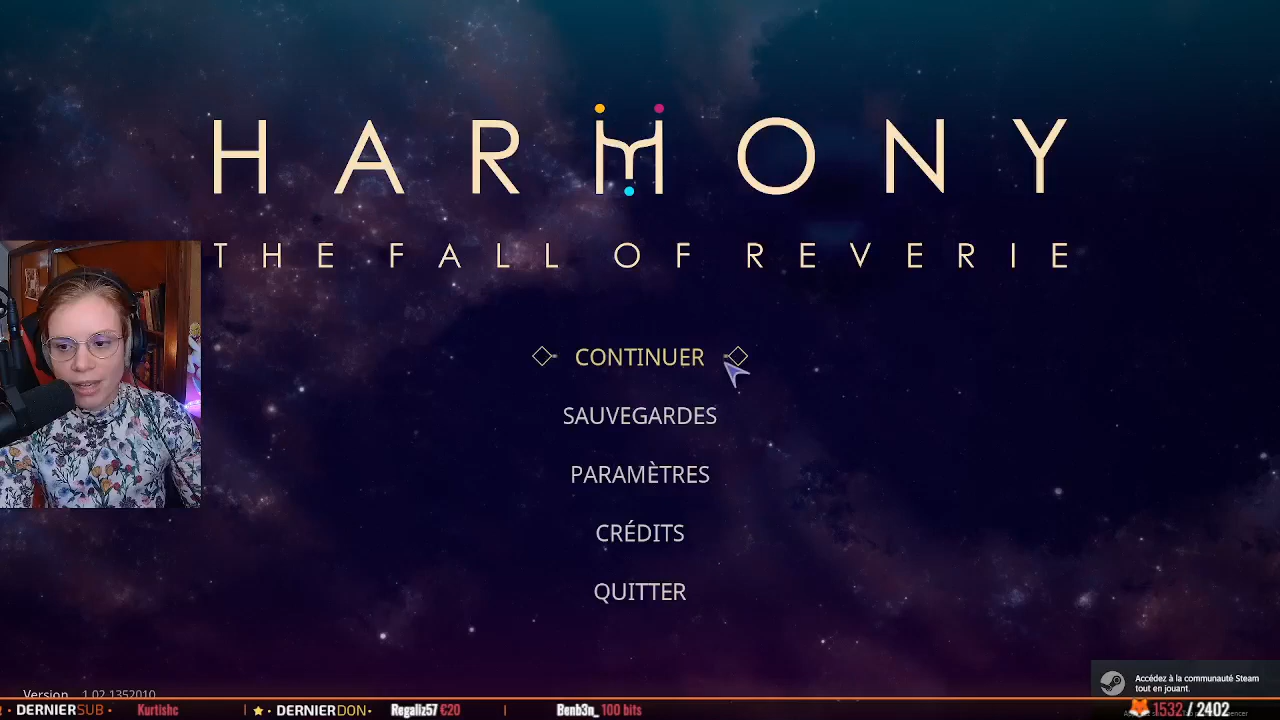 HARMONY
THE FALL OF REVERIE
CONTINUER
SAUVEGARDES
PARAMÈTRES
CRÉDITS
QUITTER
Version 1.02.1352010
Accédez à la communauté Steam
tout en jouant.
· DERNIERSUB · Kurtishc | ★ · DERNIERDON · Regaliz57 €20 | Benb3n_ 100 bits 1532 / 2402